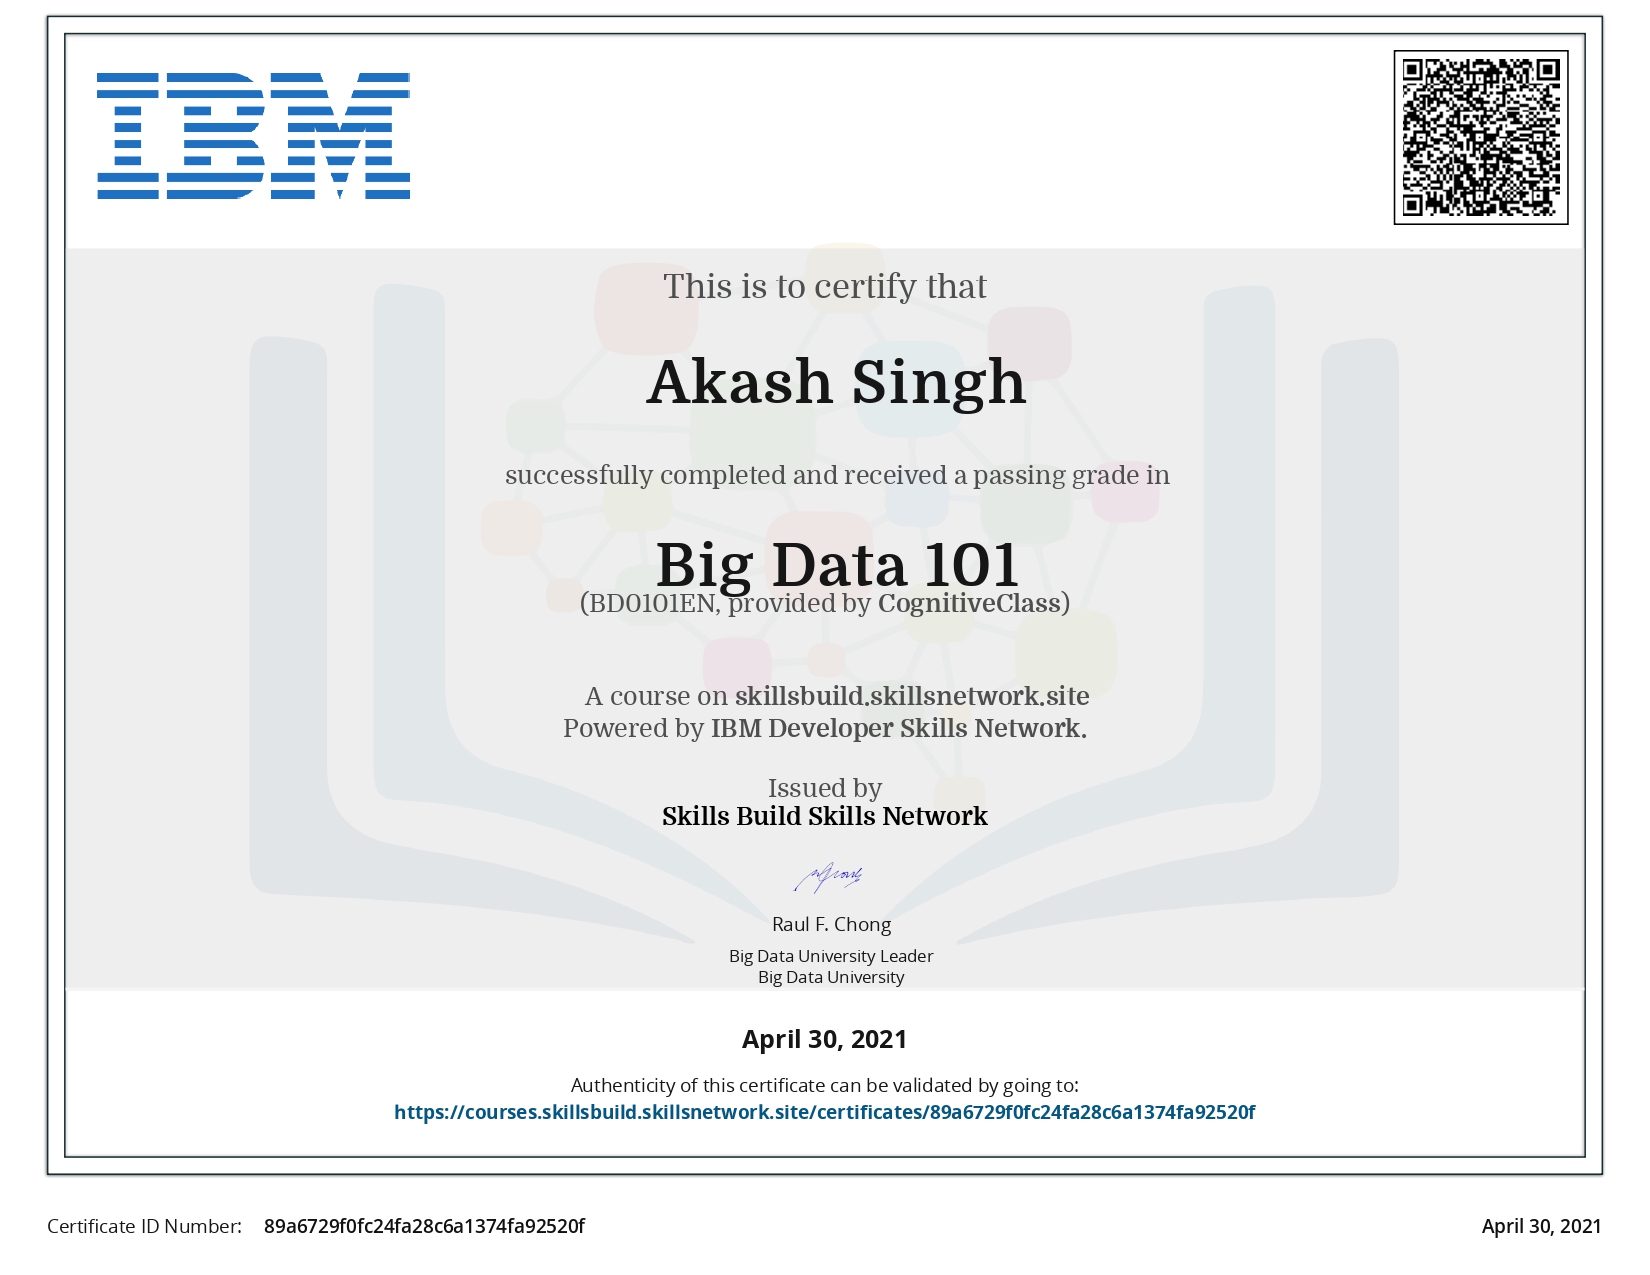 IBM
This is to certify that
Akash Singh
successfully completed and received a passing grade in
Big Data 101
(BD0101EN, provided by CognitiveClass)
A course on skillsbuild.skillsnetwork.site
Powered by IBM Developer Skills Network.
Issued by
Skills Build Skills Network
Raul F. Chong
Big Data University Leader
Big Data University
April 30, 2021
Authenticity of this certificate can be validated by going to:
https://courses.skillsbuild.skillsnetwork.site/certificates/89a6729f0fc24fa28c6a1374fa92520f
Certificate ID Number: 89a6729f0fc24fa28c6a1374fa92520f
April 30, 2021